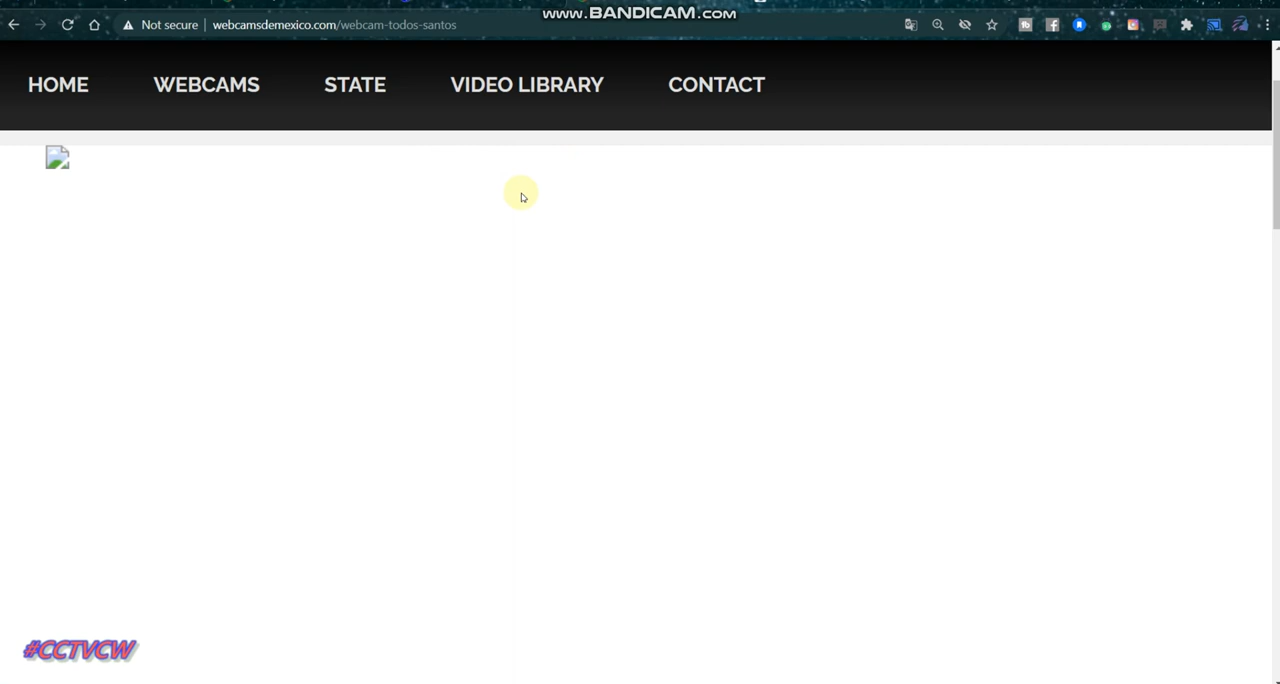 www.BANDICAM.com
Not secure webcamsdemexico.com/webcam-todos-santos
HOME WEBCAMS STATE VIDEO LIBRARY CONTACT
#CCTVCW